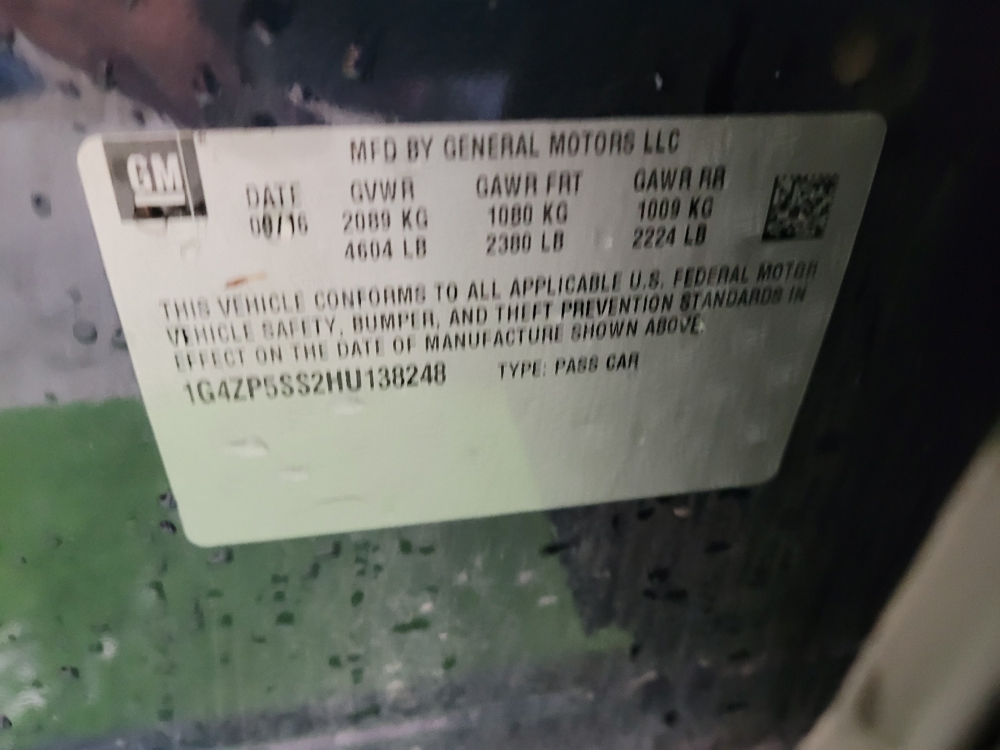 GM
MFD BY GENERAL MOTORS LLC
DATE GVWR GAWR FRT GAWR RR
2089 KG 1080 KG 1009 KG
4604 LB 2380 LB 2224 LB
THIS VEHICLE CONFORMS TO ALL APPLICABLE U.S. FEDERAL MOTOR
VEHICLE SAFETY, BUMPER, AND THEFT PREVENTION STANDARDS IN
EFFECT ON THE DATE OF MANUFACTURE SHOWN ABOVE.
1G4ZP5SS2HU138248 TYPE: PASS CAR